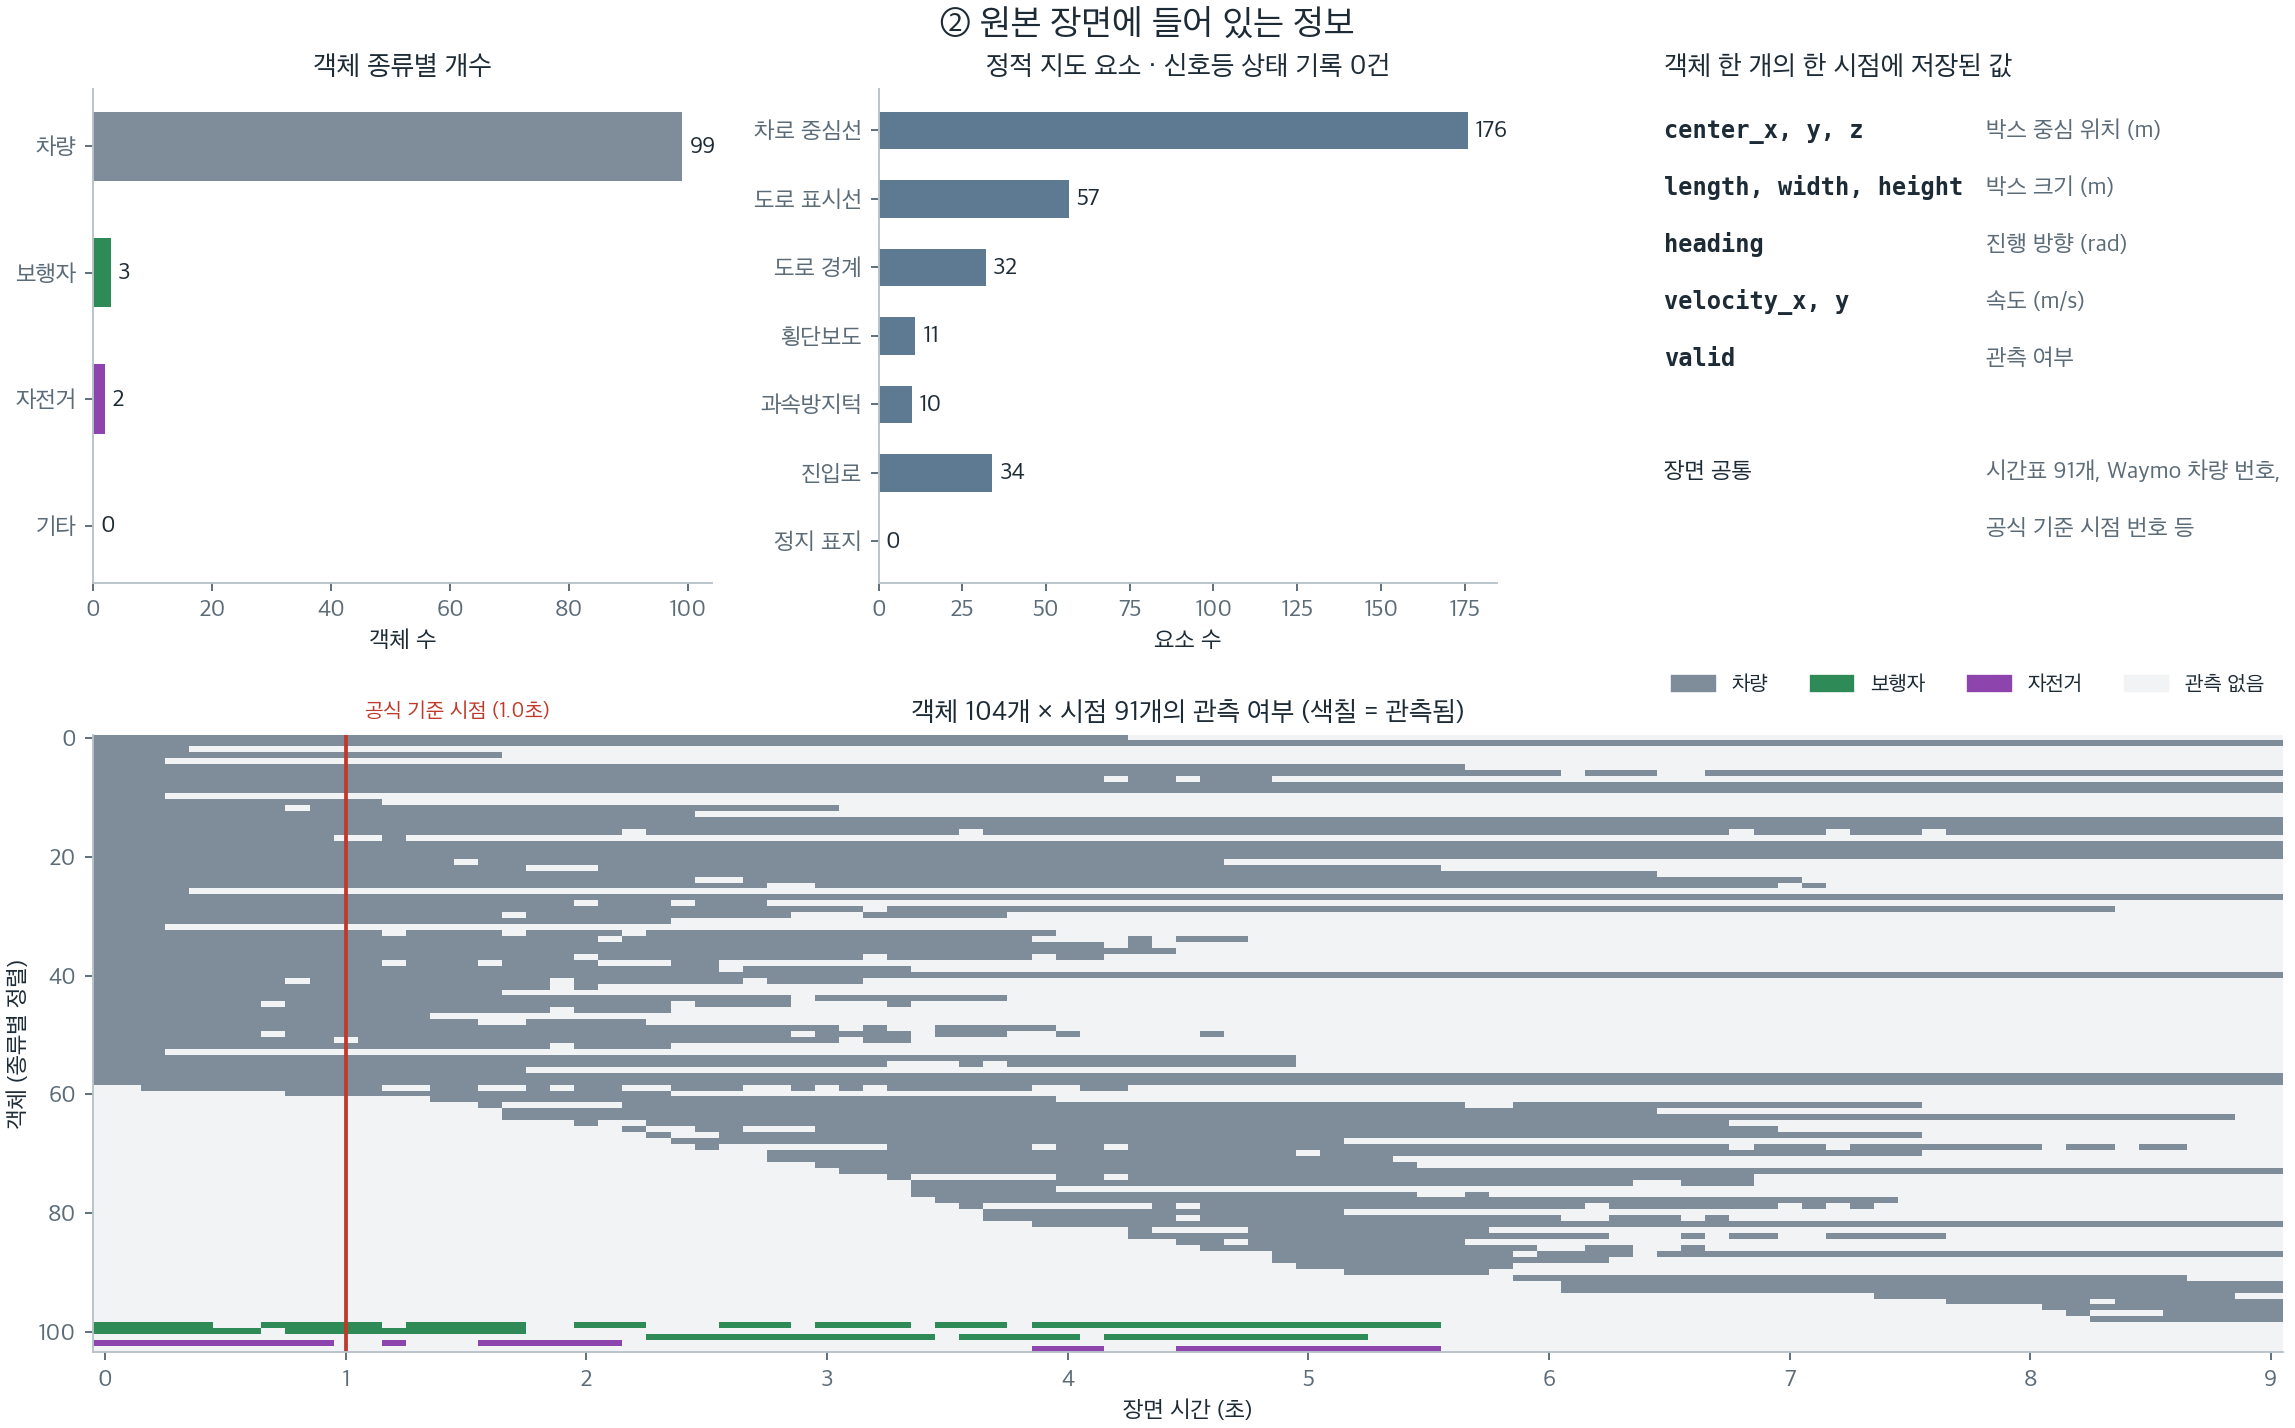 ② 원본 장면에 들어 있는 정보
객체 종류별 개수
차량
99
보행자
3
자전거
2
기타
0
0 20 40 60 80 100
객체 수
정적 지도 요소 · 신호등 상태 기록 0건
차로 중심선
176
도로 표시선
57
도로 경계
32
횡단보도
11
과속방지턱
10
진입로
34
정지 표지
0
0 25 50 75 100 125 150 175
요소 수
객체 한 개의 한 시점에 저장된 값
center_x, y, z 박스 중심 위치 (m)
length, width, height 박스 크기 (m)
heading 진행 방향 (rad)
velocity_x, y 속도 (m/s)
valid 관측 여부
장면 공통 시간표 91개, Waymo 차량 번호,
공식 기준 시점 번호 등
차량 보행자 자전거 관측 없음
공식 기준 시점 (1.0초)
객체 104개 × 시점 91개의 관측 여부 (색칠 = 관측됨)
객체 (종류별 정렬)
0
20
40
60
80
100
0 1 2 3 4 5 6 7 8 9
장면 시간 (초)